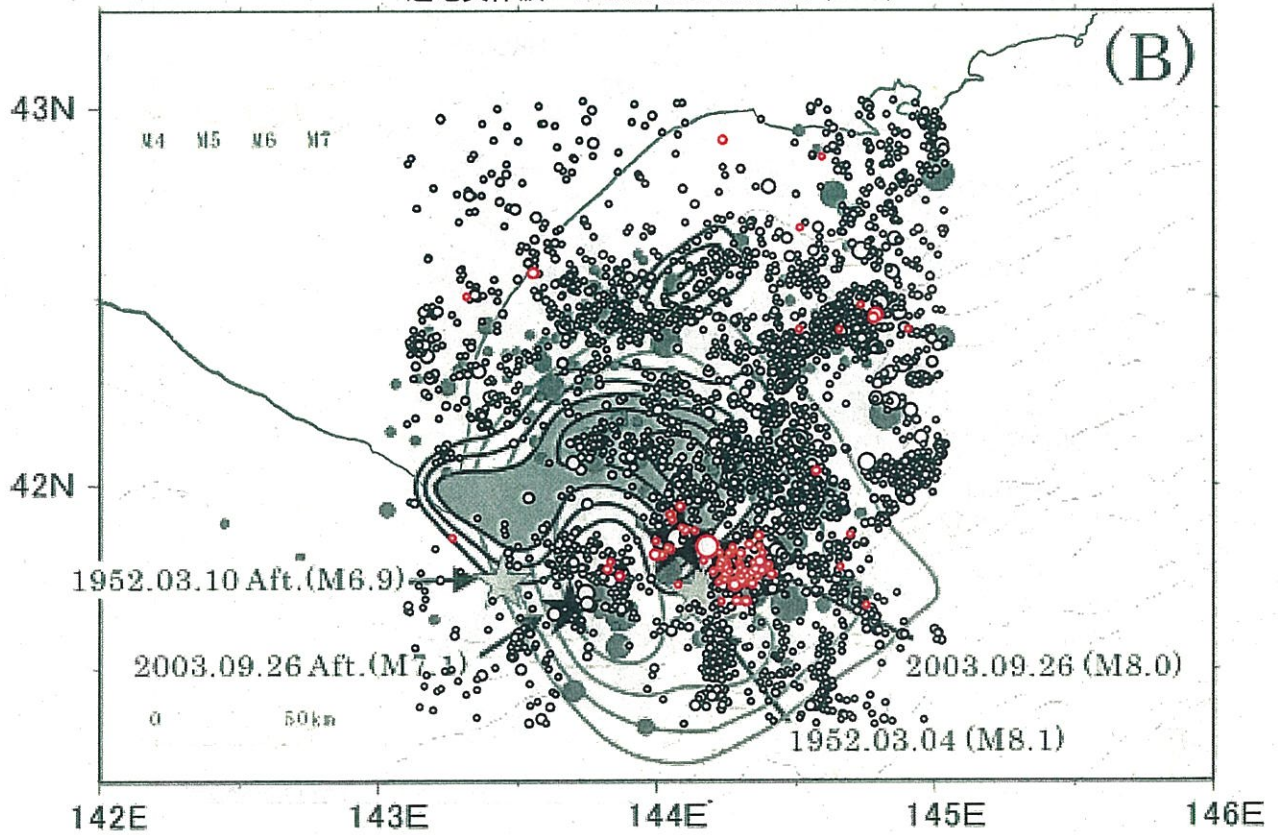 (B)
43N
M4 M5 M6 M7
42N
1952.03.10 Aft.(M6.9)
2003.09.26 Aft.(M7.1)
2003.09.26 (M8.0)
0 50km
1952.03.04 (M8.1)
142E 143E 144E 145E 146E